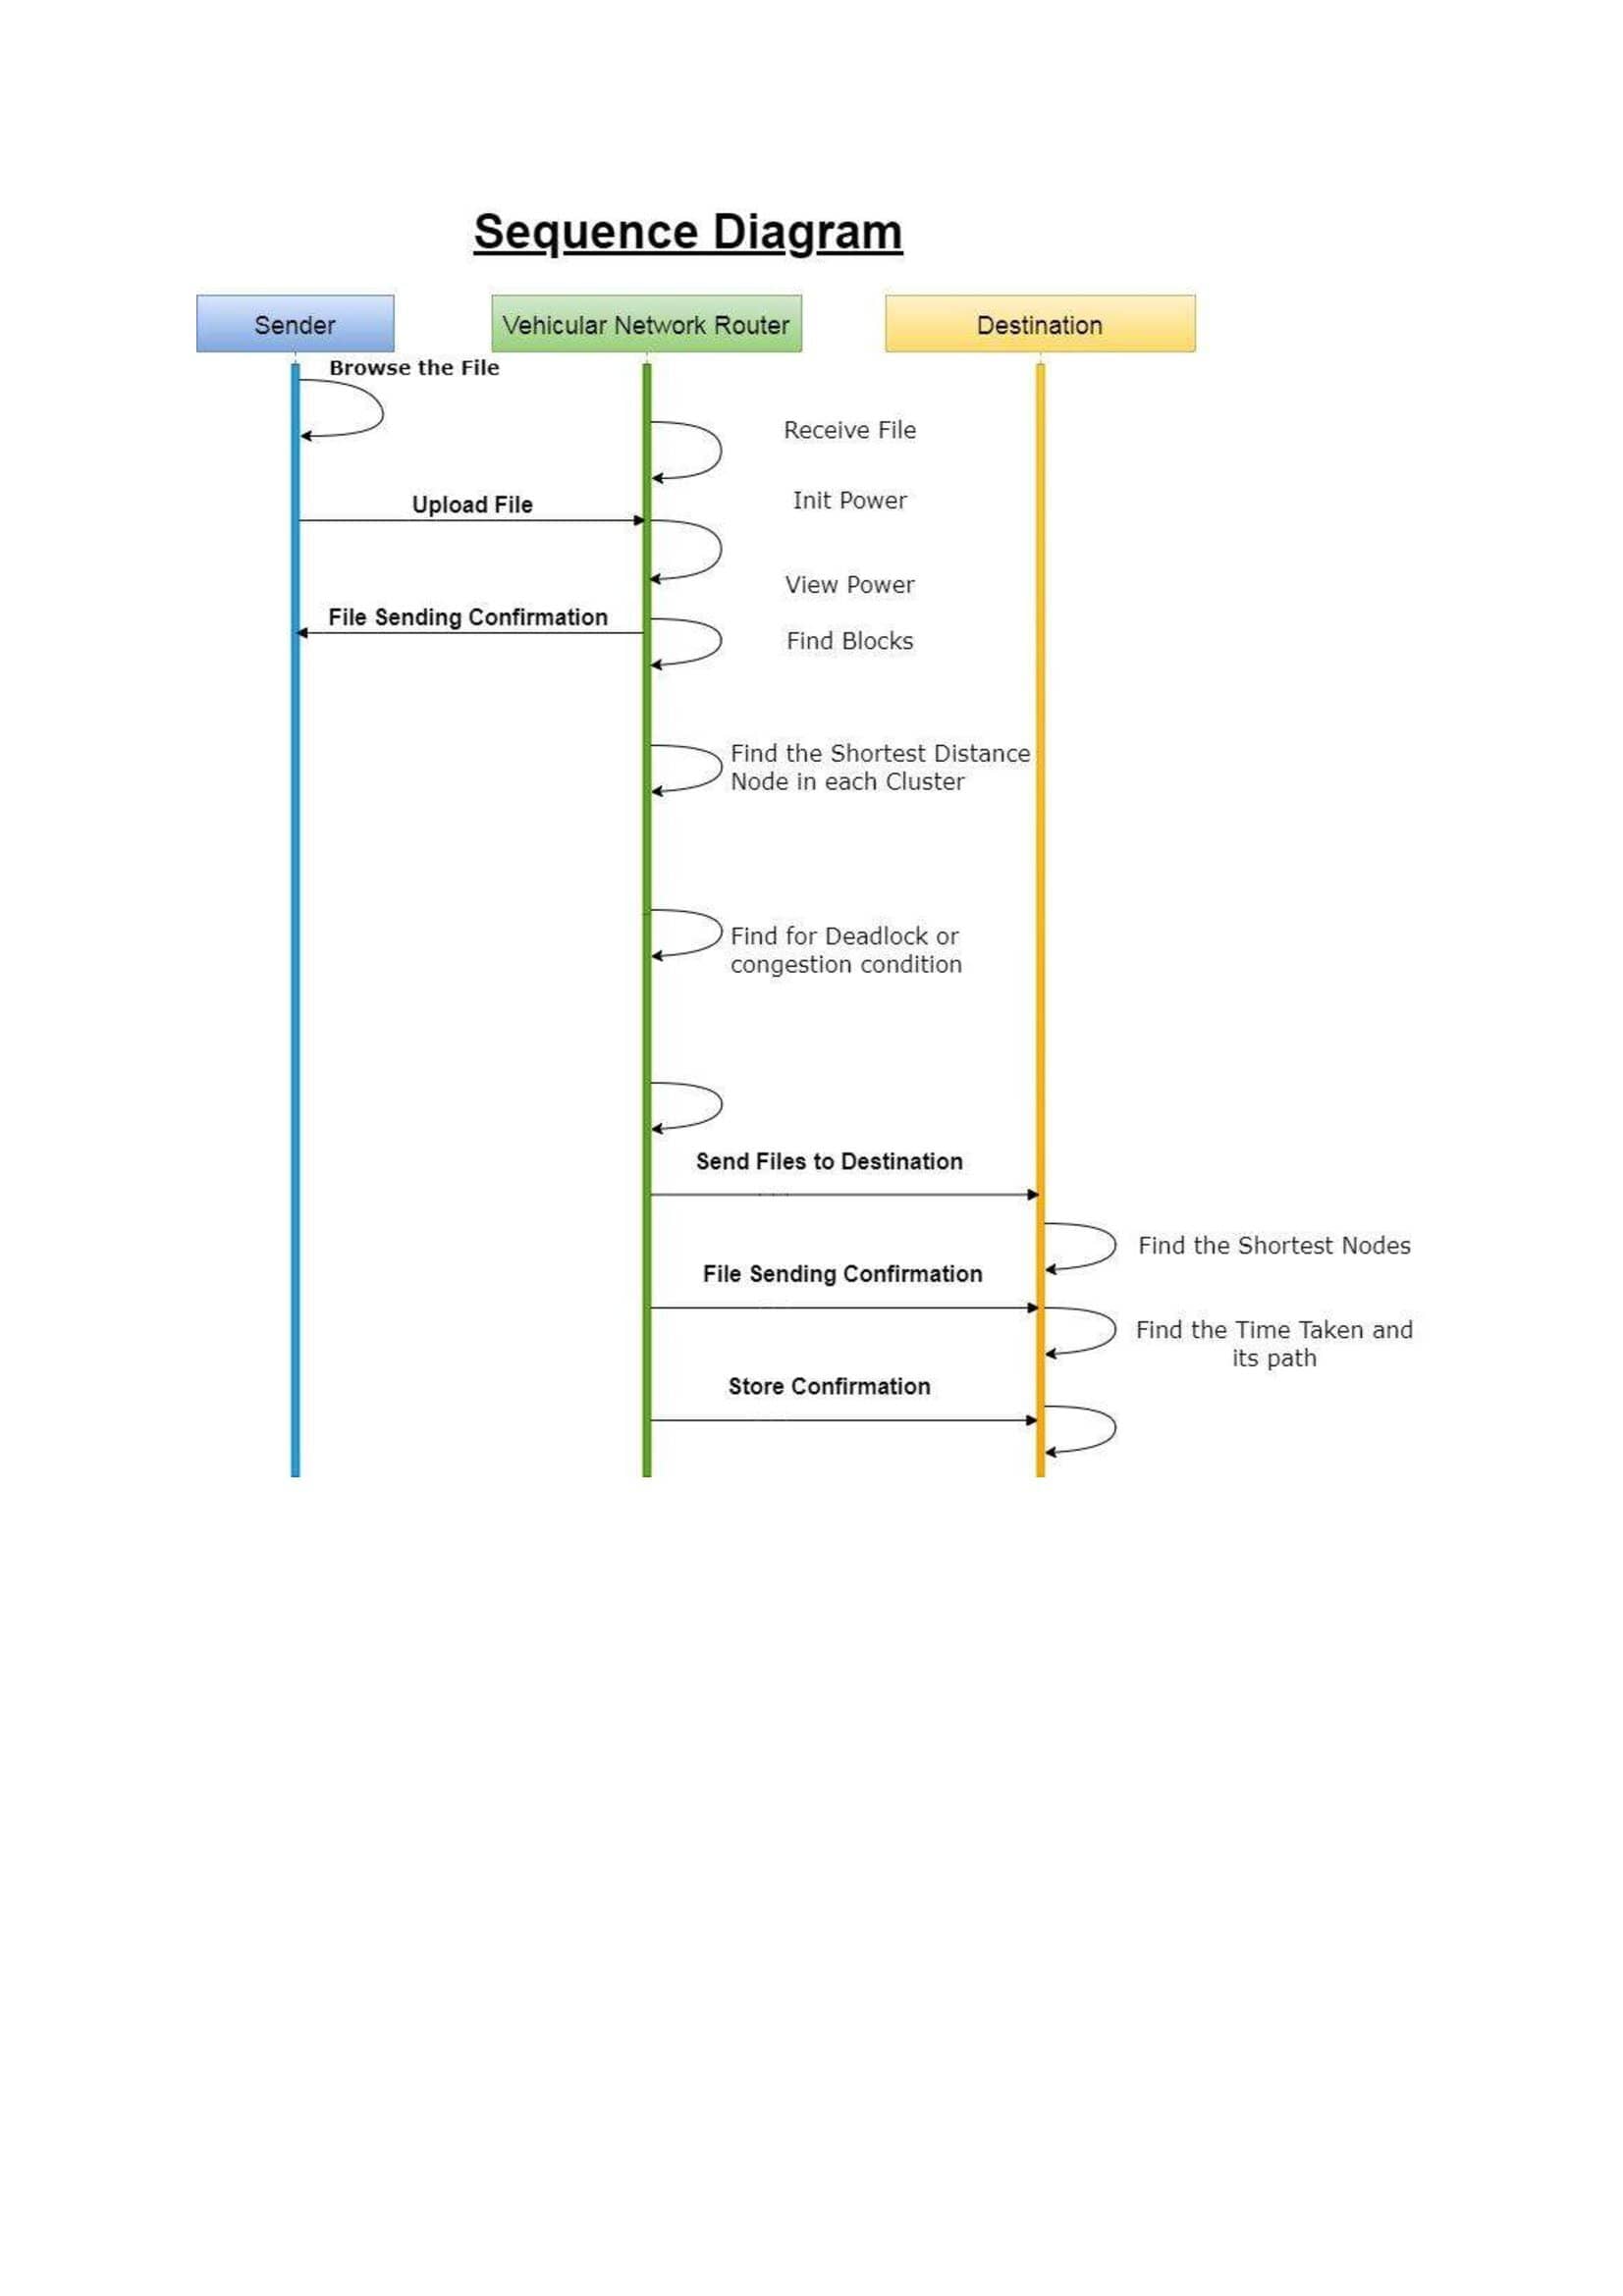 Sequence Diagram
Sender
Vehicular Network Router
Destination
Browse the File
Receive File
Init Power
Upload File
View Power
File Sending Confirmation
Find Blocks
Find the Shortest Distance
Node in each Cluster
Find for Deadlock or
congestion condition
Send Files to Destination
Find the Shortest Nodes
File Sending Confirmation
Find the Time Taken and
its path
Store Confirmation